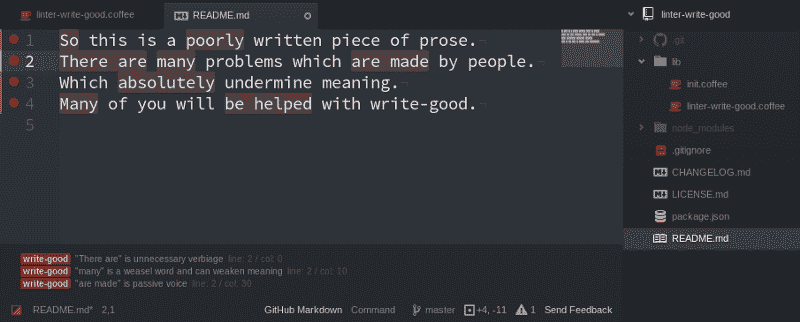 linter-write-good.coffee
README.md
1 So this is a poorly written piece of prose.
2 There are many problems which are made by people.
3 Which absolutely undermine meaning.
4 Many of you will be helped with write-good.
5
write-good "There are" is unnecessary verbiage line: 2 / col: 0
write-good "many" is a weasel word and can weaken meaning line: 2 / col: 10
write-good "are made" is passive voice line: 2 / col: 30
README.md* 2,1 GitHub Markdown Command master +4, -11 1 Send Feedback
linter-write-good
.git
lib
init.coffee
linter-write-good.coffee
node_modules
.gitignore
CHANGELOG.md
LICENSE.md
package.json
README.md